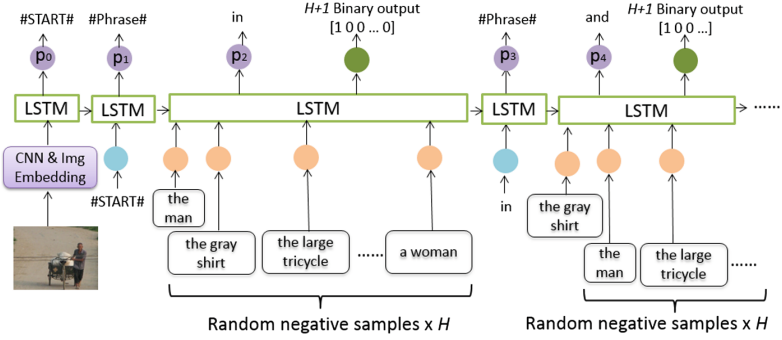 #START#
#Phrase#
in
H+1 Binary output
[1 0 0 ... 0]
#Phrase#
and
H+1 Binary output
[1 0 0 ...]
p0
p1
p2
p3
p4
LSTM
LSTM
LSTM
LSTM
LSTM
......
CNN & Img
Embedding
#START#
in
the
man
the gray
shirt
the large
tricycle
......
a woman
the gray
shirt
the
man
the large
tricycle
......
Random negative samples x H
Random negative samples x H